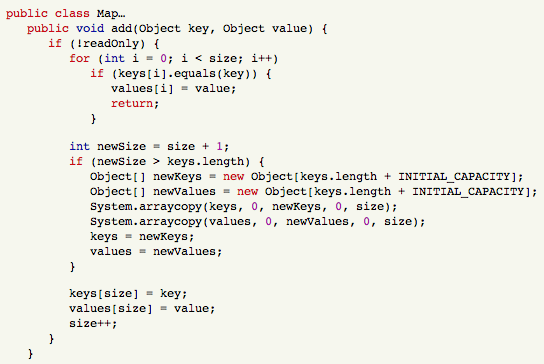 public class Map…
   public void add(Object key, Object value) {
      if (!readOnly) {
         for (int i = 0; i < size; i++)
            if (keys[i].equals(key)) {
               values[i] = value;
               return;
            }

         int newSize = size + 1;
         if (newSize > keys.length) {
            Object[] newKeys = new Object[keys.length + INITIAL_CAPACITY];
            Object[] newValues = new Object[keys.length + INITIAL_CAPACITY];
            System.arraycopy(keys, 0, newKeys, 0, size);
            System.arraycopy(values, 0, newValues, 0, size);
            keys = newKeys;
            values = newValues;
         }

         keys[size] = key;
         values[size] = value;
         size++;
      }
   }